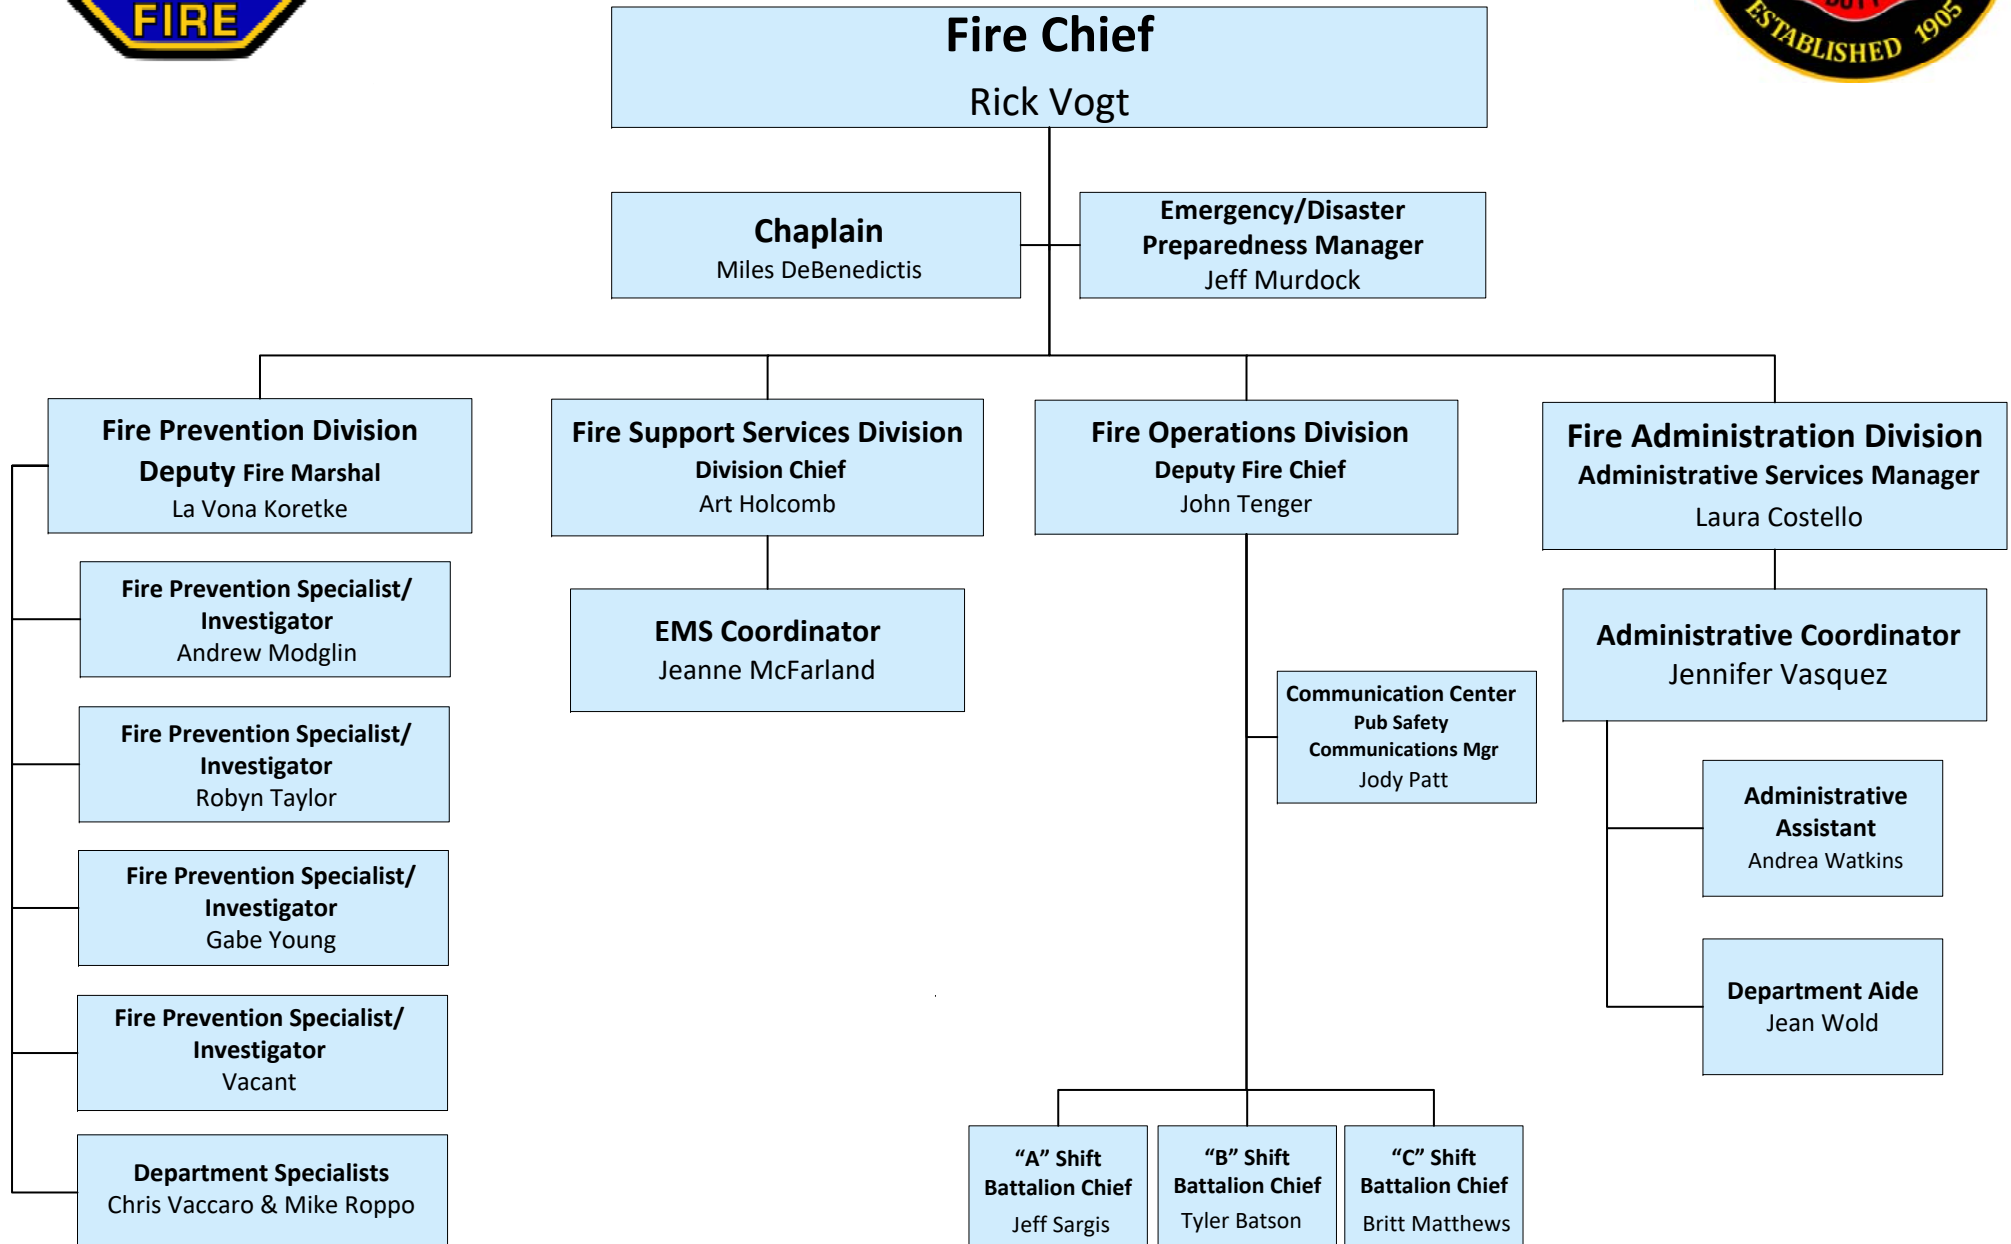 FIRE
DUTY
ESTABLISHED 1905
Fire Chief
Rick Vogt
Chaplain
Miles DeBenedictis
Emergency/Disaster
Preparedness Manager
Jeff Murdock
Fire Prevention Division
Deputy Fire Marshal
La Vona Koretke
Fire Prevention Specialist/
Investigator
Andrew Modglin
Fire Prevention Specialist/
Investigator
Robyn Taylor
Fire Prevention Specialist/
Investigator
Gabe Young
Fire Prevention Specialist/
Investigator
Vacant
Department Specialists
Chris Vaccaro & Mike Roppo
Fire Support Services Division
Division Chief
Art Holcomb
EMS Coordinator
Jeanne McFarland
Fire Operations Division
Deputy Fire Chief
John Tenger
Communication Center
Pub Safety
Communications Mgr
Jody Patt
“A” Shift
Battalion Chief
Jeff Sargis
“B” Shift
Battalion Chief
Tyler Batson
“C” Shift
Battalion Chief
Britt Matthews
Fire Administration Division
Administrative Services Manager
Laura Costello
Administrative Coordinator
Jennifer Vasquez
Administrative
Assistant
Andrea Watkins
Department Aide
Jean Wold